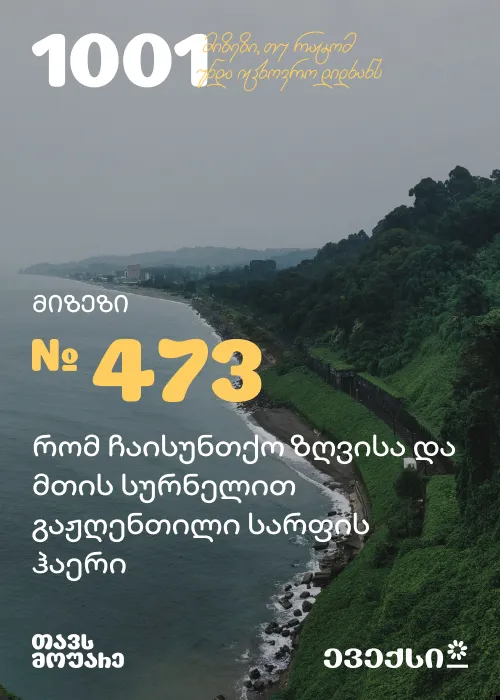 1001 მიზეზი, თუ რატომ
უნდა იცხოვრო დიდხანს
მიზეზი
№ 473
რომ ჩაისუნთქო ზღვისა და
მთის სურნელით
გაჟღენთილი სარფის
ჰაერი
თავს
მოუარე
ევექსი